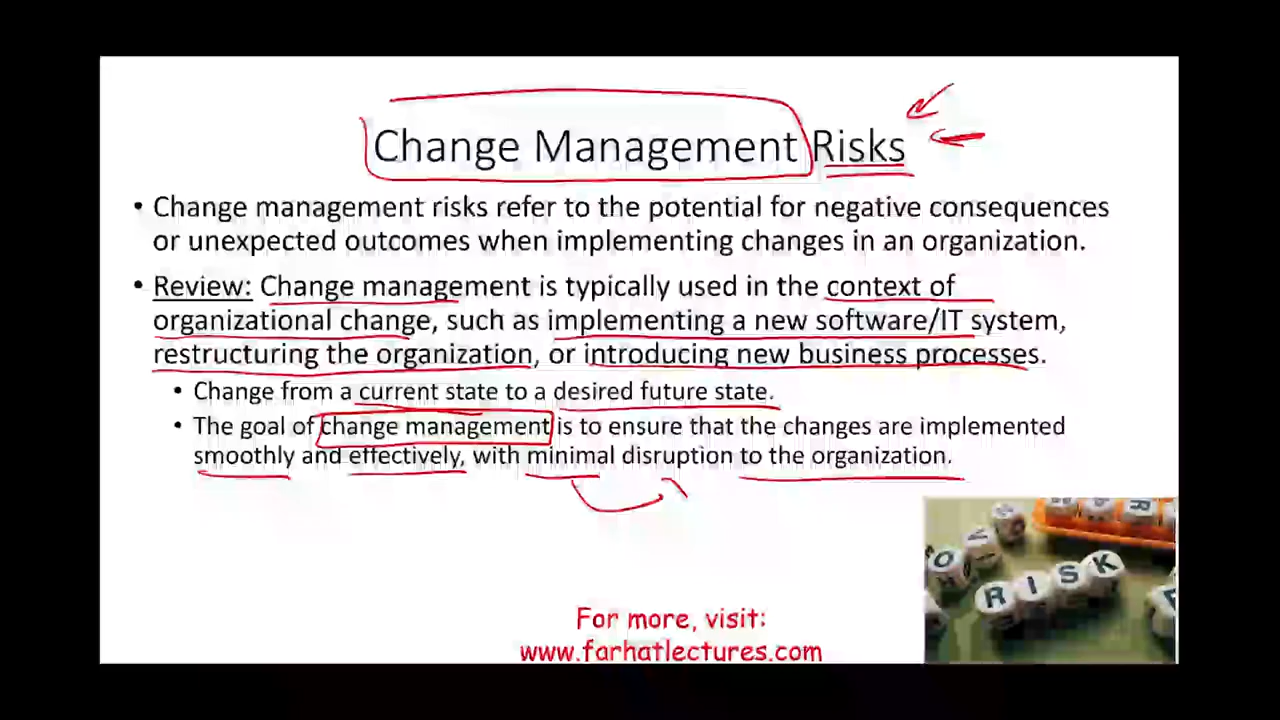 Change Management Risks
• Change management risks refer to the potential for negative consequences
or unexpected outcomes when implementing changes in an organization.
• Review: Change management is typically used in the context of
organizational change, such as implementing a new software/IT system,
restructuring the organization, or introducing new business processes.
• Change from a current state to a desired future state.
• The goal of change management is to ensure that the changes are implemented
smoothly and effectively, with minimal disruption to the organization.
RISK
For more, visit:
www.farhatlectures.com